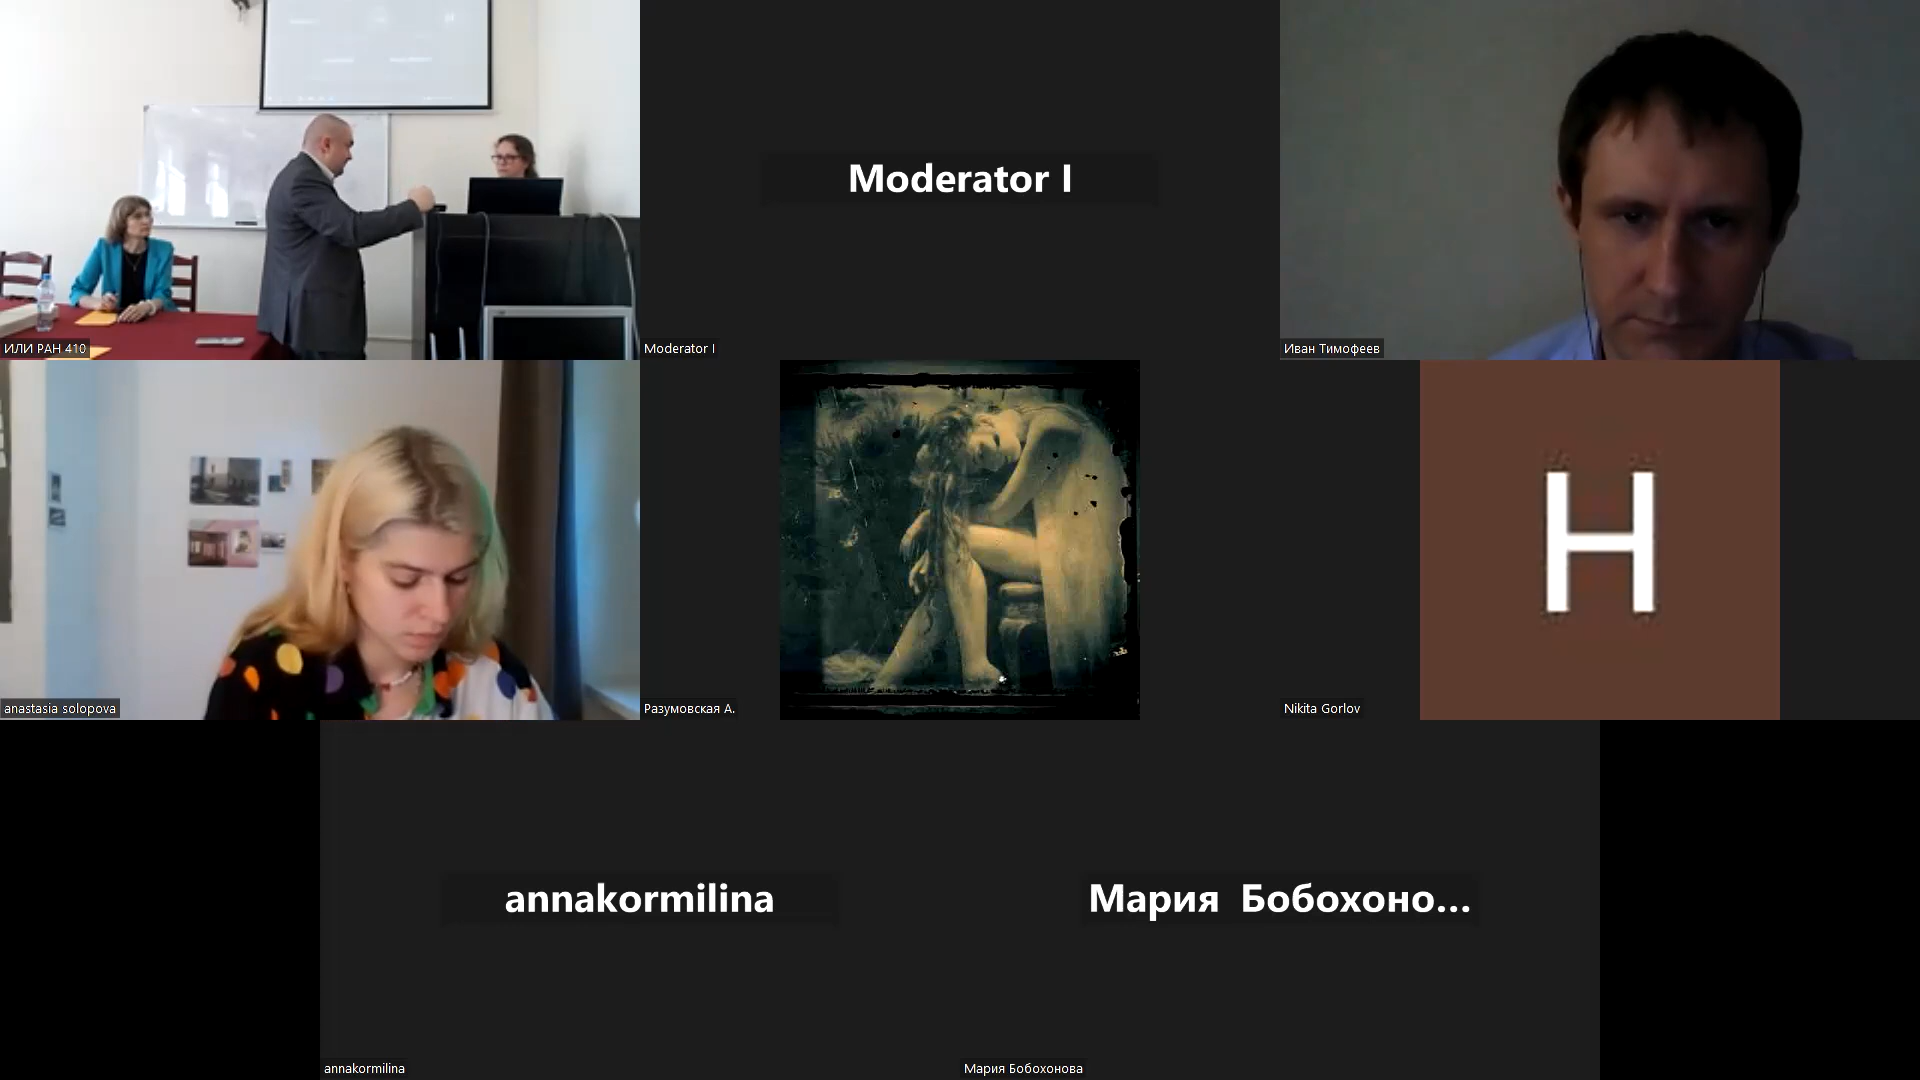 Moderator I
ИЛИ РАН 410
Moderator I
Иван Тимофеев
anastasia solopova
Разумовская А.
H
Nikita Gorlov
annakormilina
Мария Бобохоно...
annakormilina
Мария Бобохонова